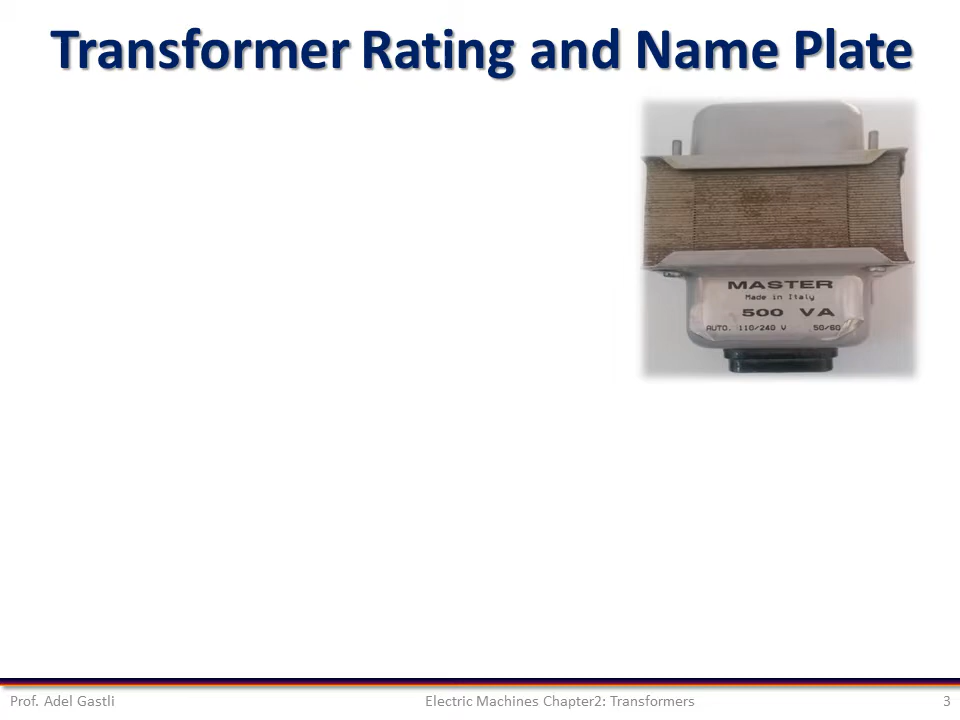 Transformer Rating and Name Plate
MASTER
Made in Italy
500 VA
AUTO. 110/240 V 50/60
Prof. Adel Gastli
Electric Machines Chapter2: Transformers
3